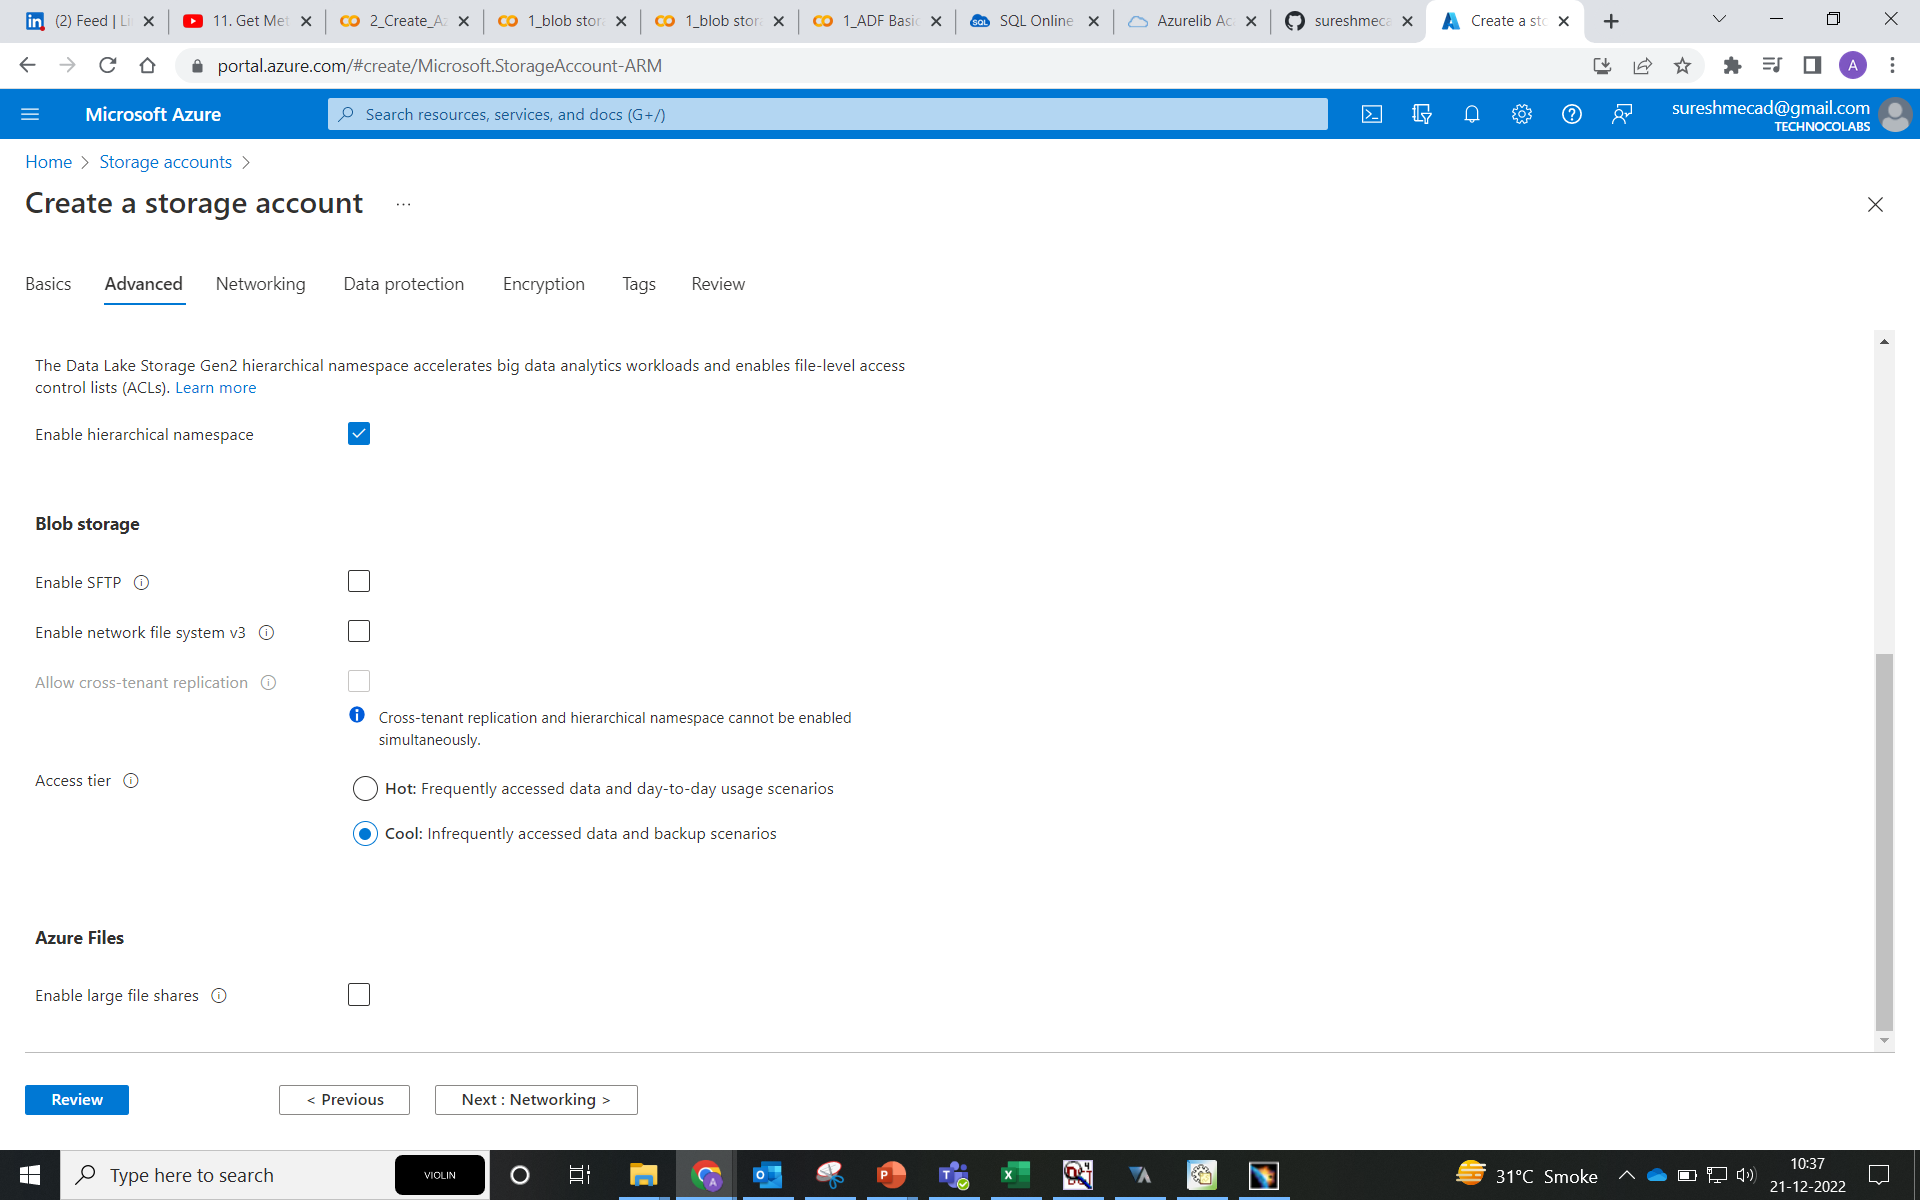 (2) Feed | Li
11. Get Met
2_Create_Az
1_blob stora
1_blob stora
1_ADF Basic
SQL Online
Azurelib Ac
sureshmeca
Create a sto
portal.azure.com/#create/Microsoft.StorageAccount-ARM
A
Microsoft Azure
Search resources, services, and docs (G+/)
sureshmecad@gmail.com
TECHNOCOLABS
Home > Storage accounts >
Create a storage account ...
Basics
Advanced
Networking
Data protection
Encryption
Tags
Review
The Data Lake Storage Gen2 hierarchical namespace accelerates big data analytics workloads and enables file-level access
control lists (ACLs). Learn more
Enable hierarchical namespace
Blob storage
Enable SFTP
Enable network file system v3
Allow cross-tenant replication
Cross-tenant replication and hierarchical namespace cannot be enabled
simultaneously.
Access tier
Hot: Frequently accessed data and day-to-day usage scenarios
Cool: Infrequently accessed data and backup scenarios
Azure Files
Enable large file shares
Review
< Previous
Next : Networking >
Type here to search
VIOLIN
31°C Smoke
10:37
21-12-2022